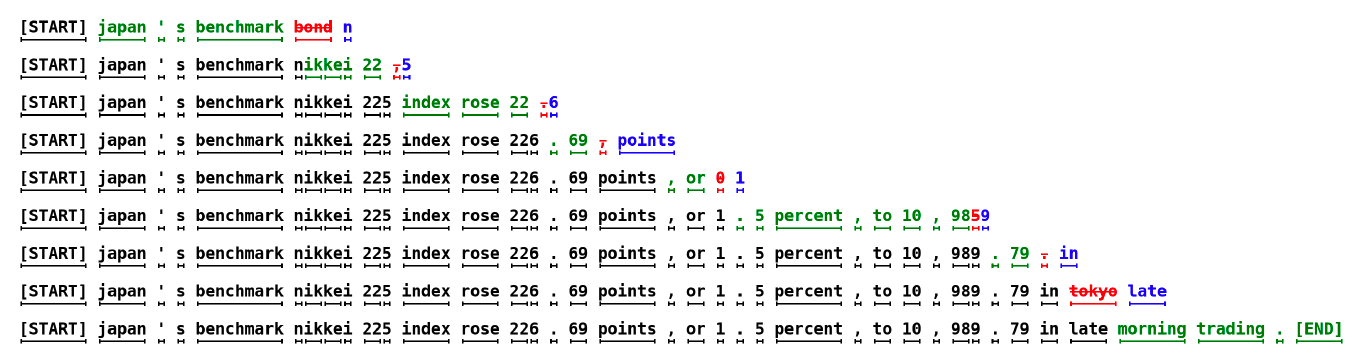 [START] japan ' s benchmark bond n
[START] japan ' s benchmark nikkei 22 ,5
[START] japan ' s benchmark nikkei 225 index rose 22 .6
[START] japan ' s benchmark nikkei 225 index rose 226 . 69 , points
[START] japan ' s benchmark nikkei 225 index rose 226 . 69 points , or 0 1
[START] japan ' s benchmark nikkei 225 index rose 226 . 69 points , or 1 . 5 percent , to 10 , 9859
[START] japan ' s benchmark nikkei 225 index rose 226 . 69 points , or 1 . 5 percent , to 10 , 989 . 79 . in
[START] japan ' s benchmark nikkei 225 index rose 226 . 69 points , or 1 . 5 percent , to 10 , 989 . 79 in tokyo late
[START] japan ' s benchmark nikkei 225 index rose 226 . 69 points , or 1 . 5 percent , to 10 , 989 . 79 in late morning trading . [END]